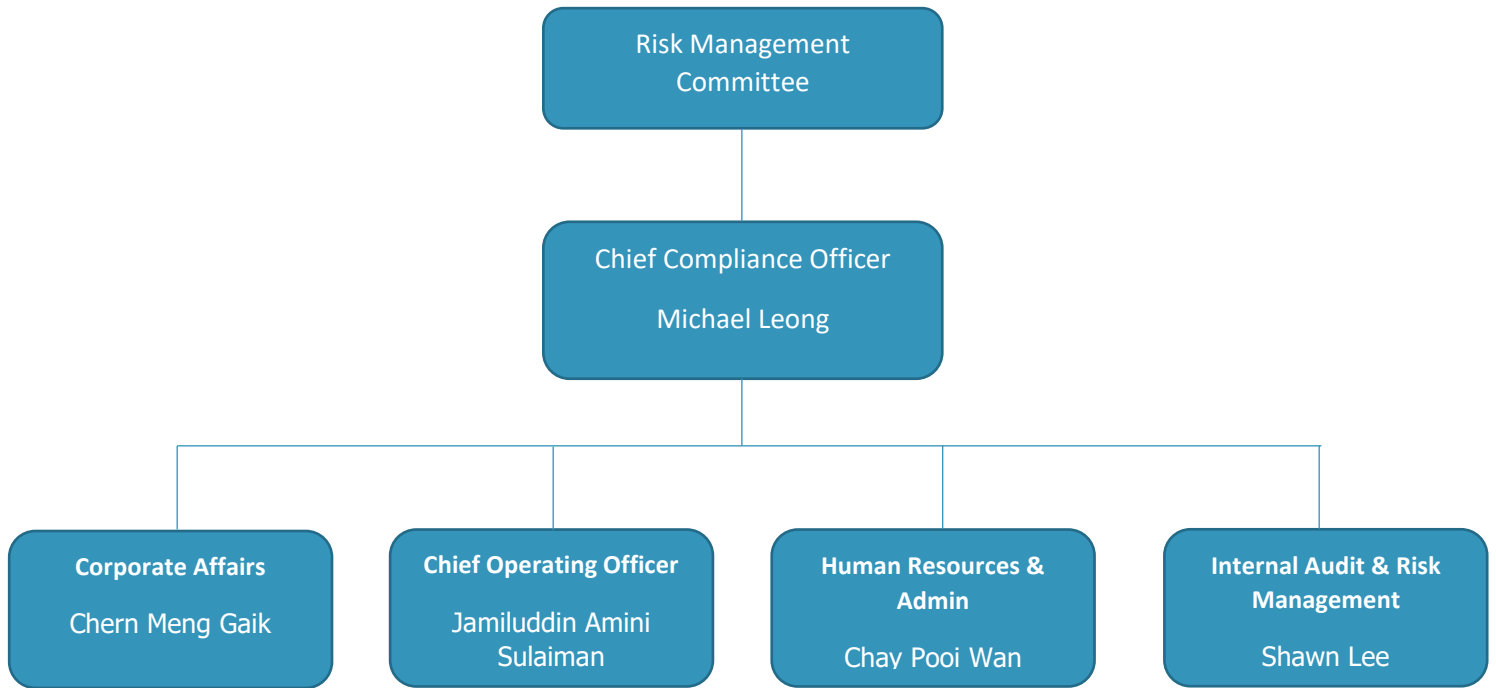 Risk Management
Committee
Chief Compliance Officer
Michael Leong
Corporate Affairs
Chern Meng Gaik
Chief Operating Officer
Jamiluddin Amini
Sulaiman
Human Resources &
Admin
Chay Pooi Wan
Internal Audit & Risk
Management
Shawn Lee